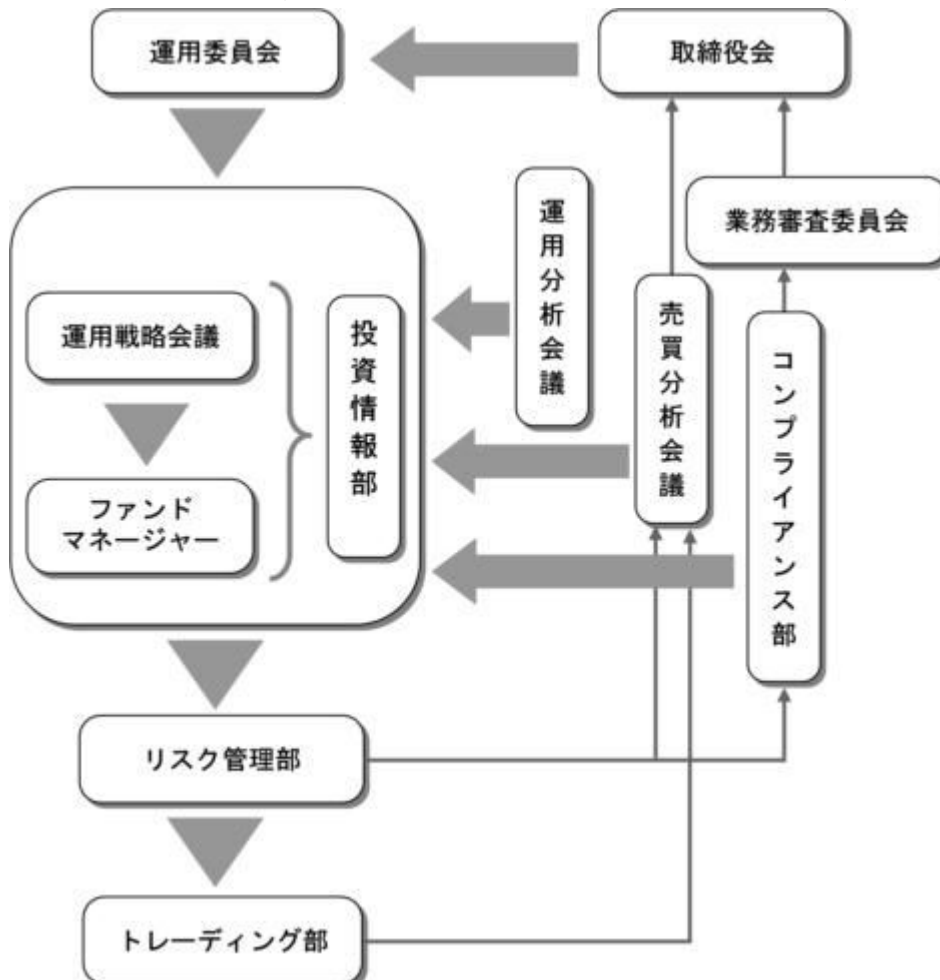 運用委員会
取締役会
運用分析会議
業務審査委員会
運用戦略会議
投資情報部
売買分析会議
コンプライアンス部
ファンド
マネージャー
リスク管理部
トレーディング部